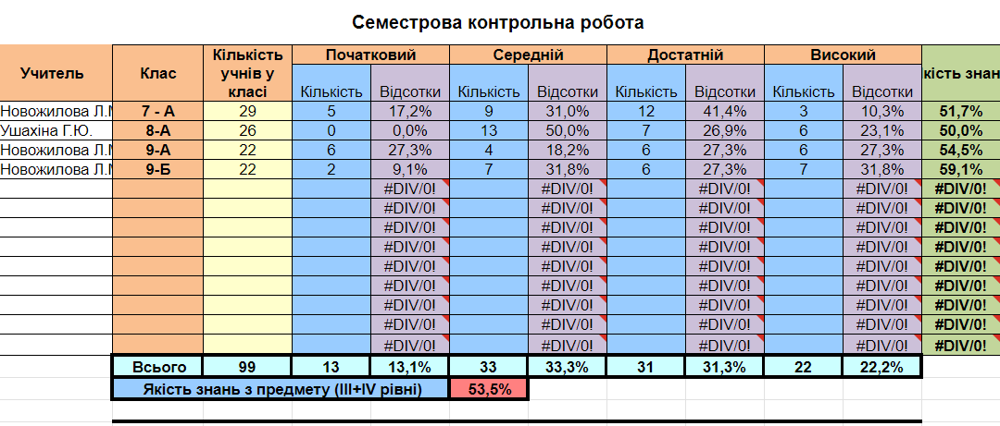 Семестрова контрольна робота
Учитель Клас Кількість учнів у класі Початковий Середній Достатній Високий кість знан
Кількість Відсотки Кількість Відсотки Кількість Відсотки Кількість Відсотки
Новожилова Л.М 7 - А 29 5 17,2% 9 31,0% 12 41,4% 3 10,3% 51,7%
Ушахіна Г.Ю. 8-А 26 0 0,0% 13 50,0% 7 26,9% 6 23,1% 50,0%
Новожилова Л.М 9-А 22 6 27,3% 4 18,2% 6 27,3% 6 27,3% 54,5%
Новожилова Л.М 9-Б 22 2 9,1% 7 31,8% 6 27,3% 7 31,8% 59,1%
#DIV/0! #DIV/0! #DIV/0! #DIV/0! #DIV/0!
#DIV/0! #DIV/0! #DIV/0! #DIV/0! #DIV/0!
#DIV/0! #DIV/0! #DIV/0! #DIV/0! #DIV/0!
#DIV/0! #DIV/0! #DIV/0! #DIV/0! #DIV/0!
#DIV/0! #DIV/0! #DIV/0! #DIV/0! #DIV/0!
#DIV/0! #DIV/0! #DIV/0! #DIV/0! #DIV/0!
#DIV/0! #DIV/0! #DIV/0! #DIV/0! #DIV/0!
#DIV/0! #DIV/0! #DIV/0! #DIV/0! #DIV/0!
#DIV/0! #DIV/0! #DIV/0! #DIV/0! #DIV/0!
Всього 99 13 13,1% 33 33,3% 31 31,3% 22 22,2%
Якість знань з предмету (III+IV рівні) 53,5%